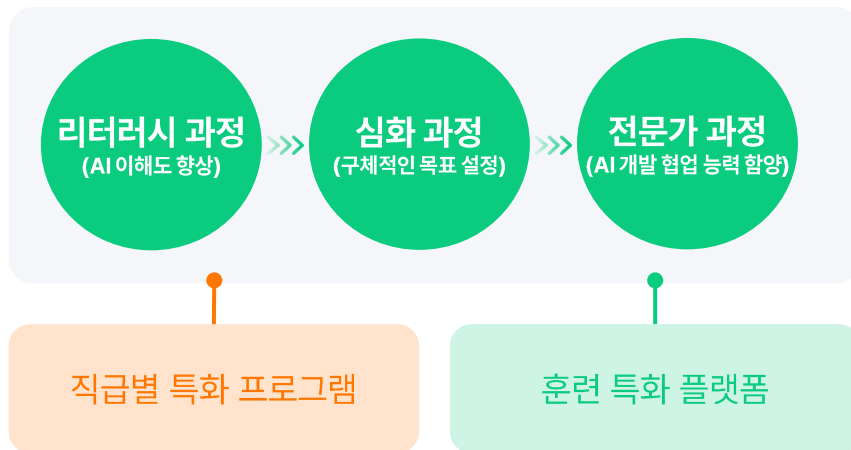 리터러시 과정
(AI 이해도 향상)
심화 과정
(구체적인 목표 설정)
전문가 과정
(AI 개발 협업 능력 함양)
직급별 특화 프로그램
훈련 특화 플랫폼